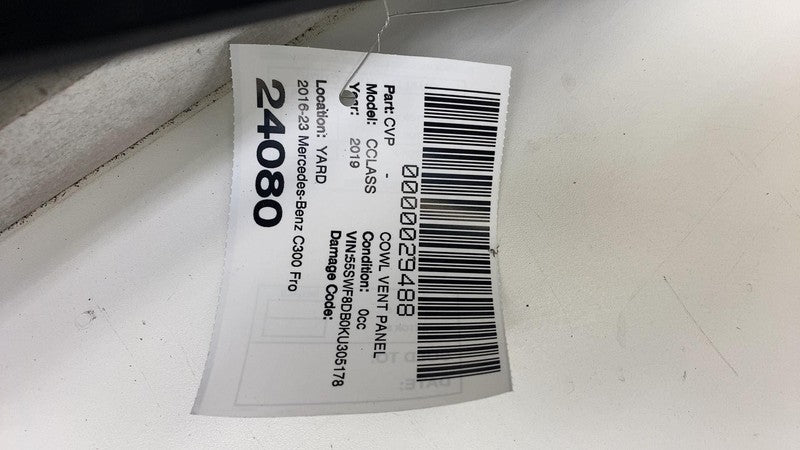 0000029488
Part: CVP - COWL VENT PANEL
Model: CCLASS Condition: 0cc
Year: 2019 VIN:55SWF8DB0KU305178
Damage Code:
Location: YARD
2016-23 Mercedes-Benz C300 Fro
24080
DATE: